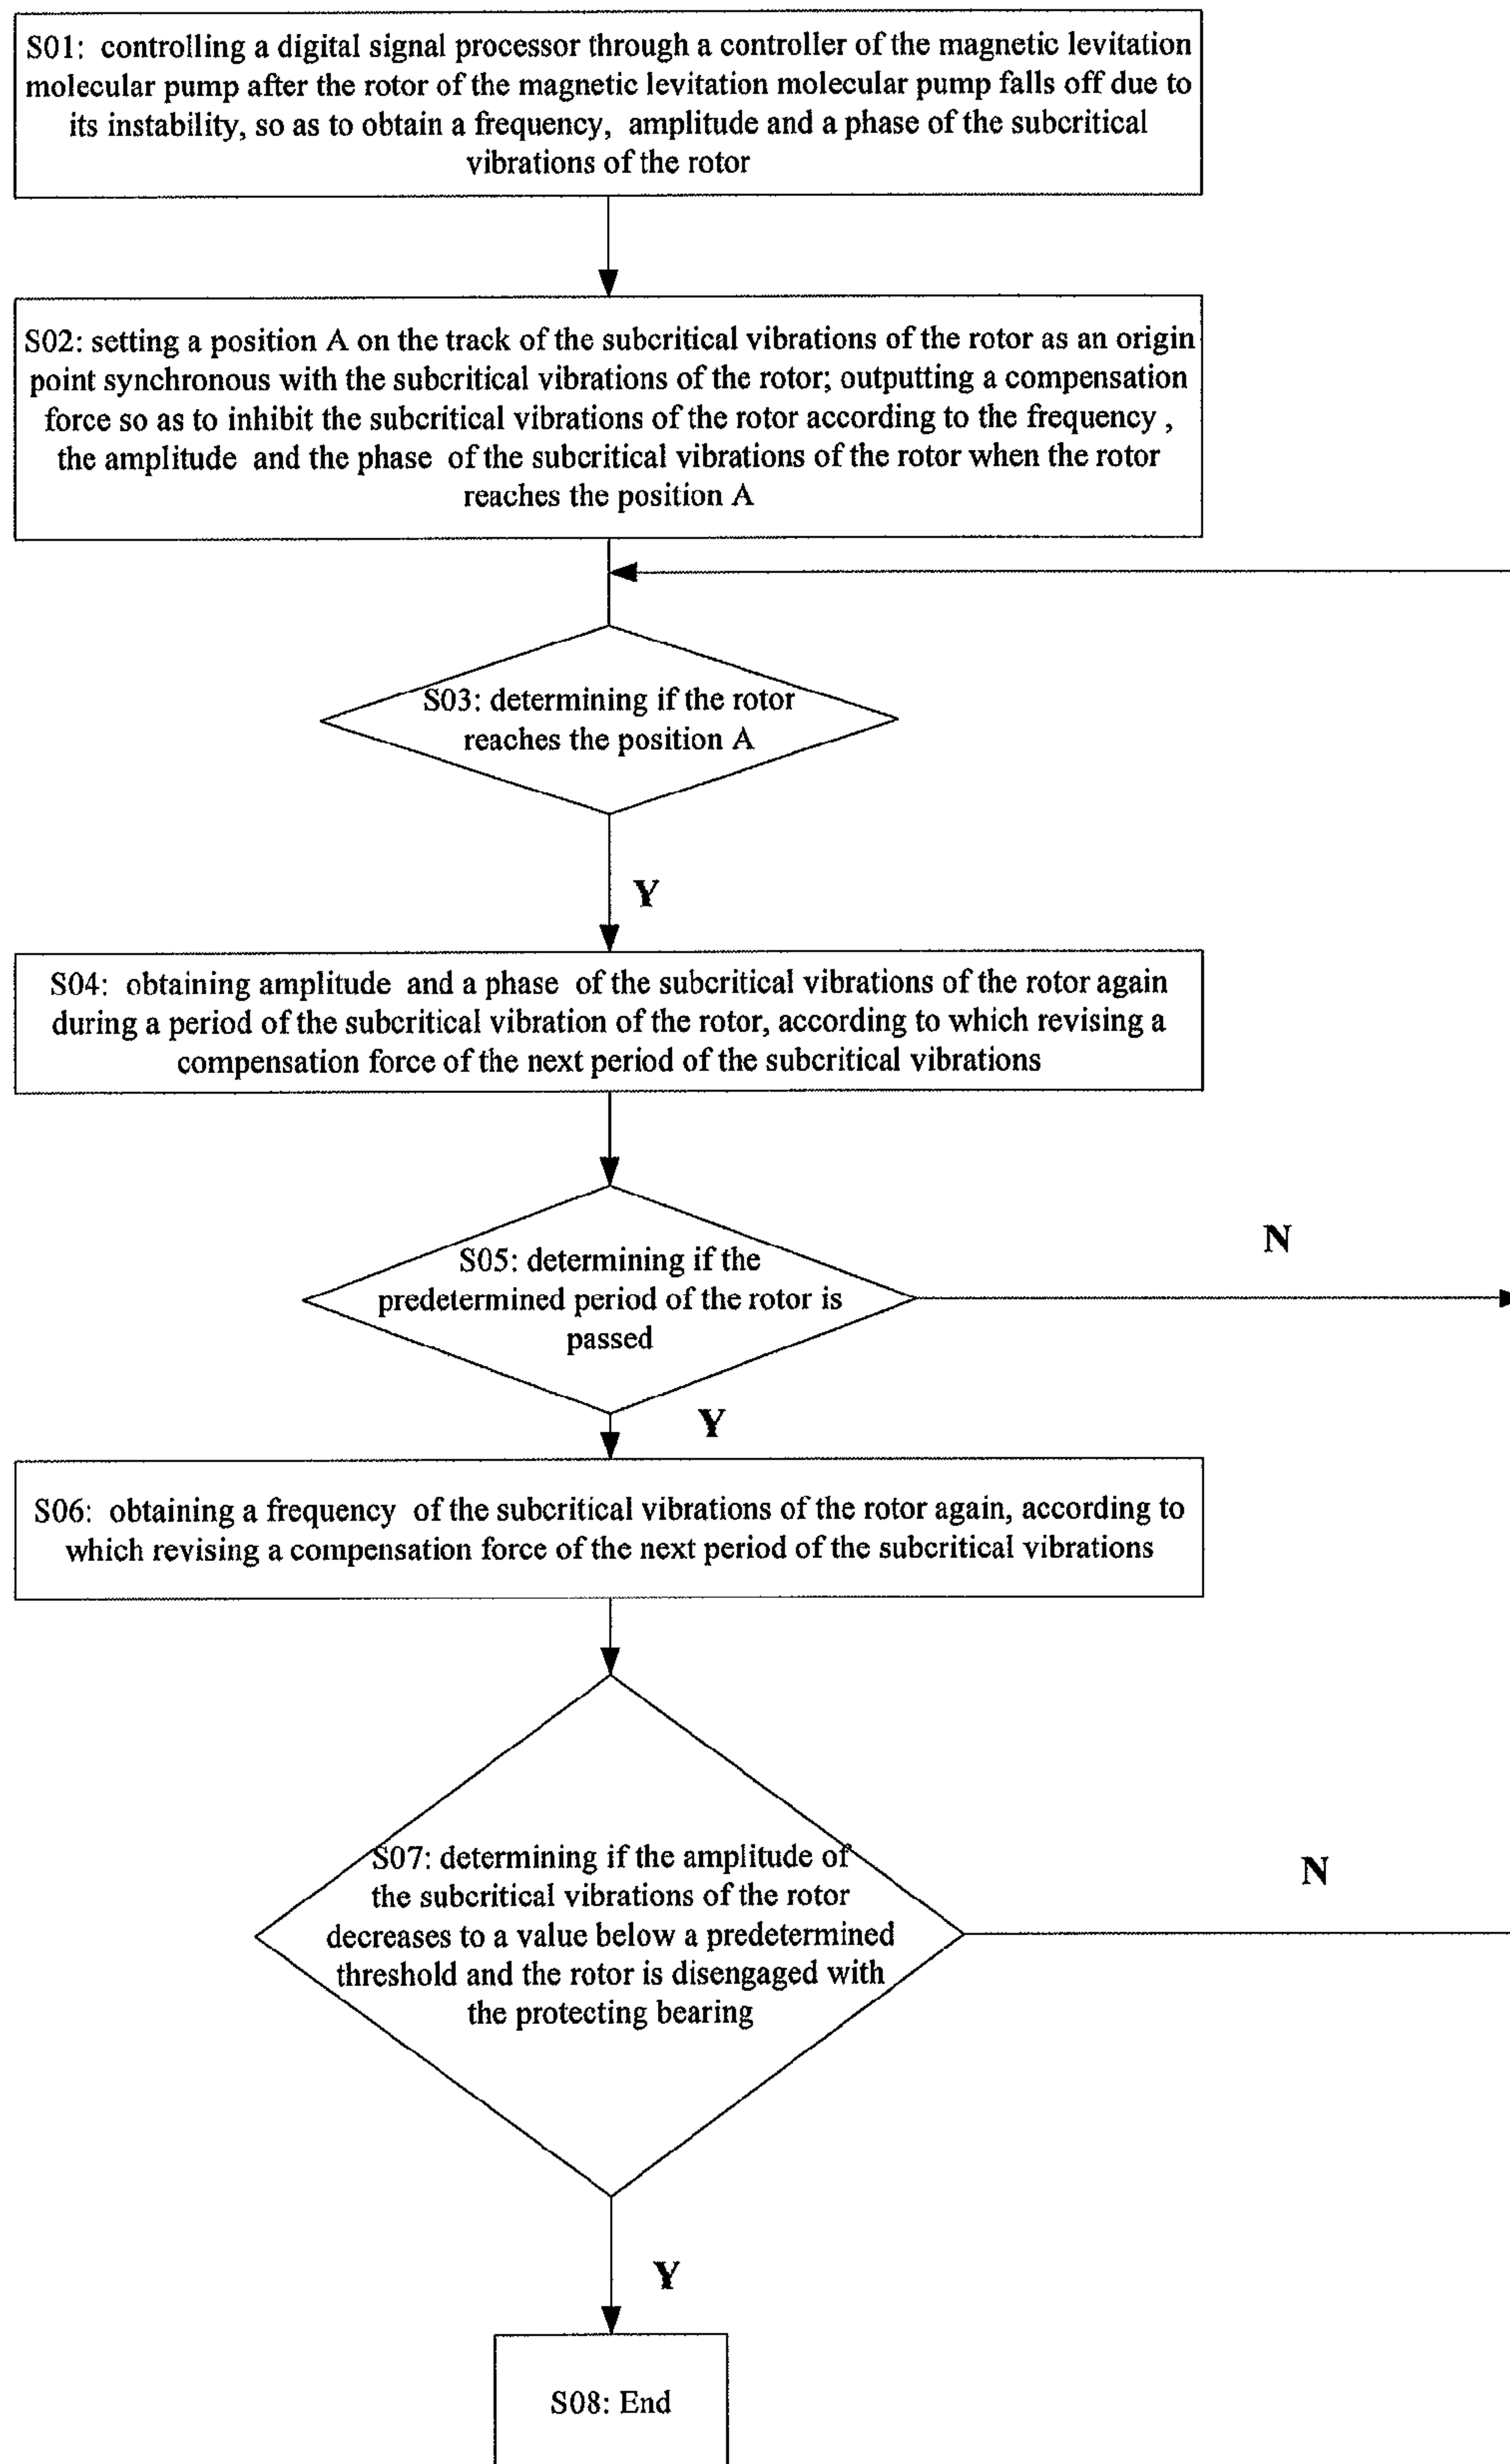 S01: controlling a digital signal processor through a controller of the magnetic levitation
molecular pump after the rotor of the magnetic levitation molecular pump falls off due to
its instability, so as to obtain a frequency, amplitude and a phase of the subcritical
vibrations of the rotor
S02: setting a position A on the track of the subcritical vibrations of the rotor as an origin
point synchronous with the subcritical vibrations of the rotor; outputting a compensation
force so as to inhibit the subcritical vibrations of the rotor according to the frequency ,
the amplitude and the phase of the subcritical vibrations of the rotor when the rotor
reaches the position A
S03: determining if the rotor
reaches the position A
Y
S04: obtaining amplitude and a phase of the subcritical vibrations of the rotor again
during a period of the subcritical vibration of the rotor, according to which revising a
compensation force of the next period of the subcritical vibrations
N
S05: determining if the
predetermined period of the rotor is
passed
Y
S06: obtaining a frequency of the subcritical vibrations of the rotor again, according to
which revising a compensation force of the next period of the subcritical vibrations
S07: determining if the amplitude of
the subcritical vibrations of the rotor
decreases to a value below a predetermined
threshold and the rotor is disengaged with
the protecting bearing
N
Y
S08: End